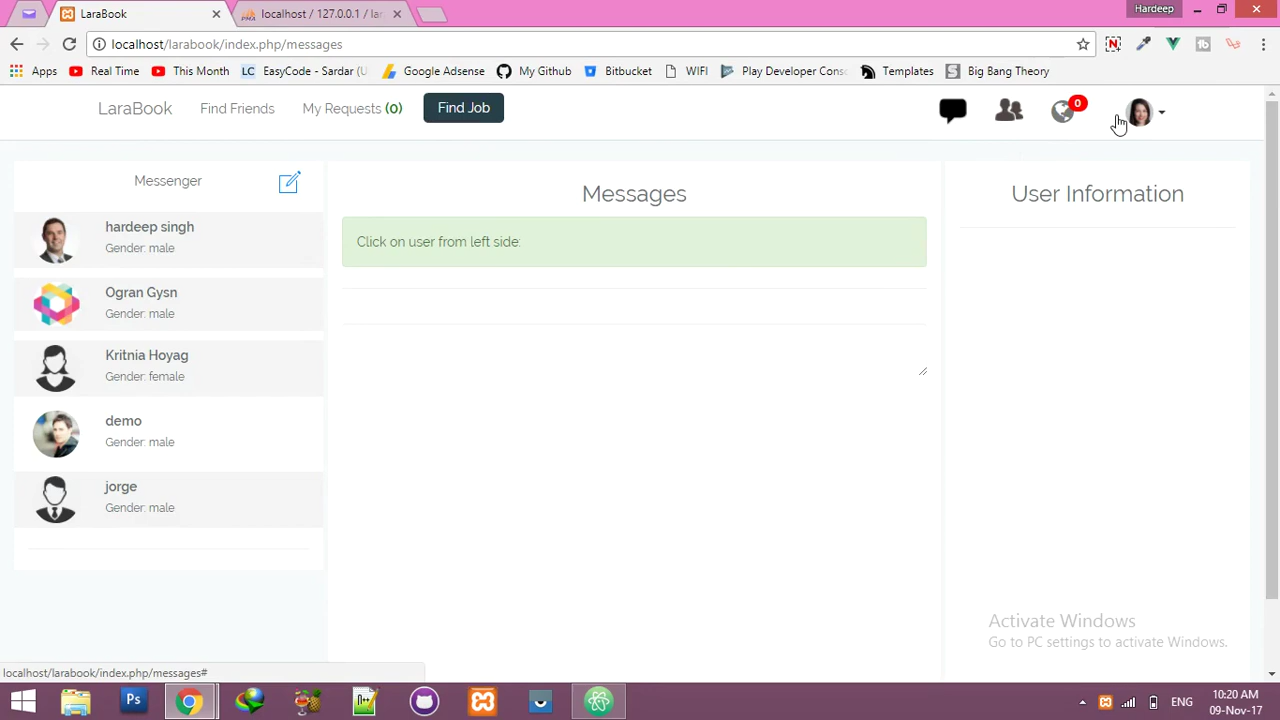 LaraBook
localhost / 127.0.0.1 / lar
Hardeep
localhost/larabook/index.php/messages
Apps
Real Time
This Month
LC
EasyCode - Sardar (U
Google Adsense
My Github
Bitbucket
WIFI
Play Developer Cons
Templates
Big Bang Theory
LaraBook
Find Friends
My Requests (0)
Find Job
0
Messenger
hardeep singh
Gender: male
Ogran Gysn
Gender: male
Kritnia Hoyag
Gender: female
demo
Gender: male
jorge
Gender: male
Messages
Click on user from left side:
User Information
Activate Windows
Go to PC settings to activate Windows.
localhost/larabook/index.php/messages#
Ps
ENG
10:20 AM
09-Nov-17